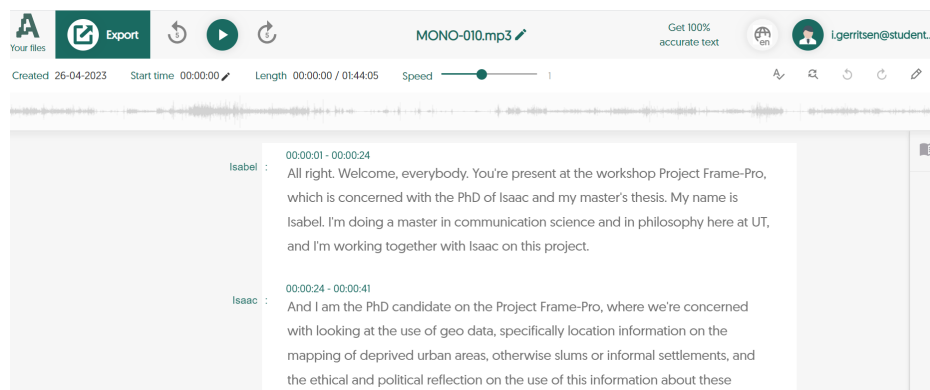 Your files
Export
5
5
MONO-010.mp3
Get 100%
accurate text
en
i.gerritsen@student..
Created 26-04-2023
Start time 00:00:00
Length 00:00:00 / 01:44:05
Speed
1
00:00:01 - 00:00:24
Isabel :
All right. Welcome, everybody. You're present at the workshop Project Frame-Pro,
which is concerned with the PhD of Isaac and my master's thesis. My name is
Isabel. I'm doing a master in communication science and in philosophy here at UT,
and I'm working together with Isaac on this project.
00:00:24 - 00:00:41
Isaac :
And I am the PhD candidate on the Project Frame-Pro, where we're concerned
with looking at the use of geo data, specifically location information on the
mapping of deprived urban areas, otherwise slums or informal settlements, and
the ethical and political reflection on the use of this information about these